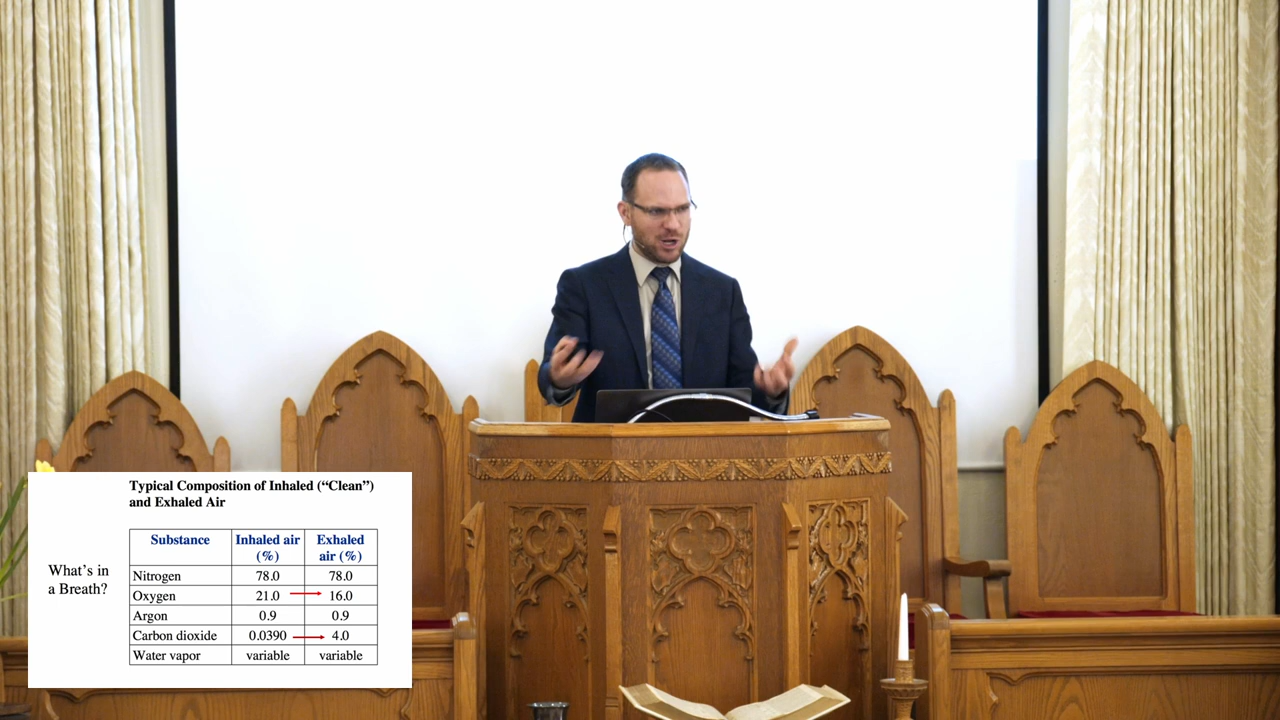 Typical Composition of Inhaled (“Clean”)
and Exhaled Air
What’s in
a Breath?
Substance Inhaled air (%) Exhaled air (%)
Nitrogen 78.0 78.0
Oxygen 21.0 16.0
Argon 0.9 0.9
Carbon dioxide 0.0390 4.0
Water vapor variable variable